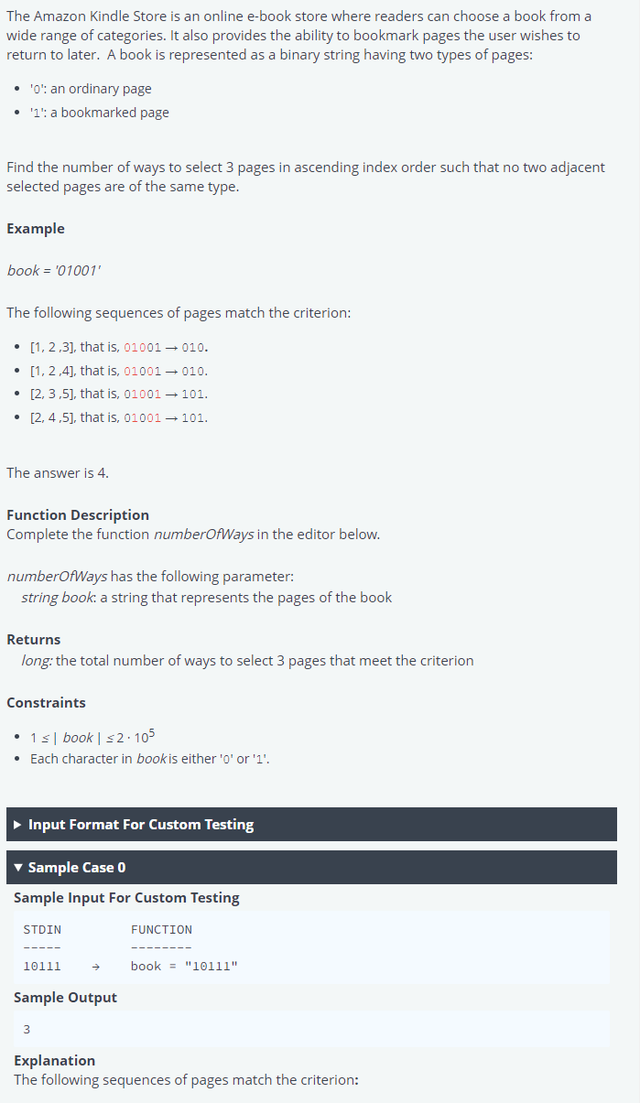 The Amazon Kindle Store is an online e-book store where readers can choose a book from a
wide range of categories. It also provides the ability to bookmark pages the user wishes to
return to later.  A book is represented as a binary string having two types of pages:
• '0': an ordinary page
• '1': a bookmarked page
Find the number of ways to select 3 pages in ascending index order such that no two adjacent
selected pages are of the same type.
Example
book = '01001'
The following sequences of pages match the criterion:
• [1, 2 ,3], that is, 01001 → 010.
• [1, 2 ,4], that is, 01001 → 010.
• [2, 3 ,5], that is, 01001 → 101.
• [2, 4 ,5], that is, 01001 → 101.
The answer is 4.
Function Description
Complete the function numberOfWays in the editor below.
numberOfWays has the following parameter:
string book: a string that represents the pages of the book
Returns
long: the total number of ways to select 3 pages that meet the criterion
Constraints
• 1 ≤ | book | ≤ 2 · 10⁵
• Each character in book is either '0' or '1'.
▶ Input Format For Custom Testing
▼ Sample Case 0
Sample Input For Custom Testing
STDIN FUNCTION
----- --------
10111 → book = "10111"
Sample Output
3
Explanation
The following sequences of pages match the criterion: